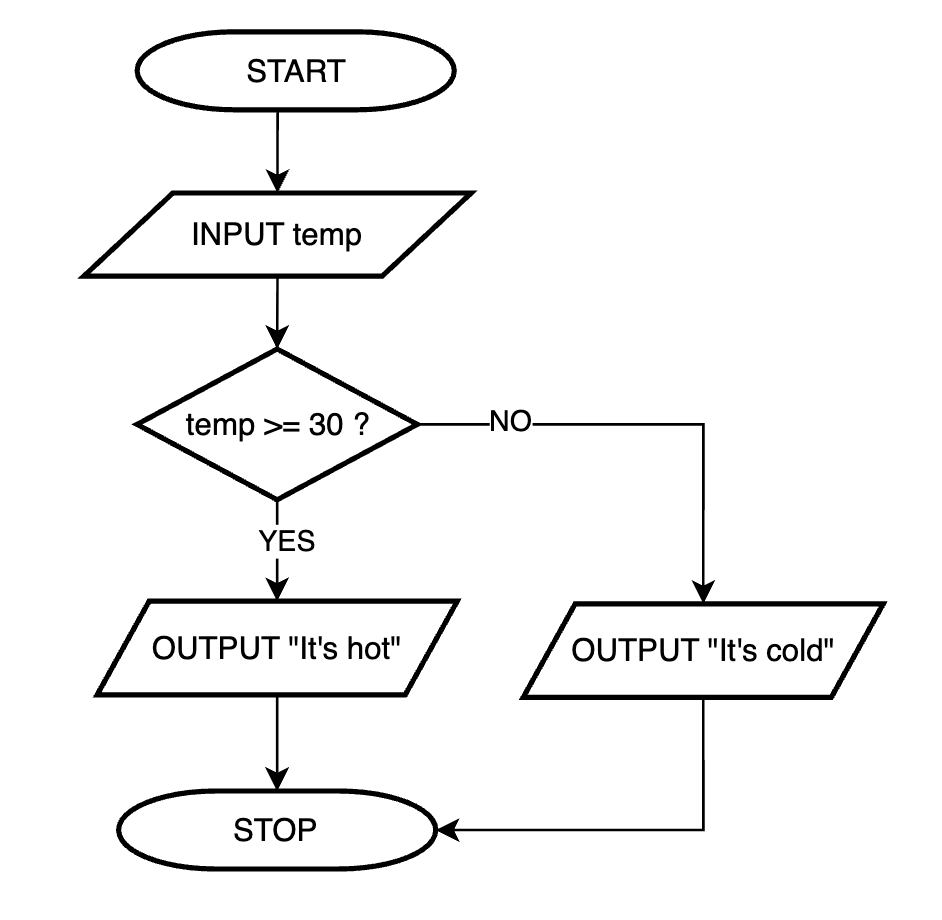 START
INPUT temp
temp >= 30 ?
NO
YES
OUTPUT "It's hot"
OUTPUT "It's cold"
STOP